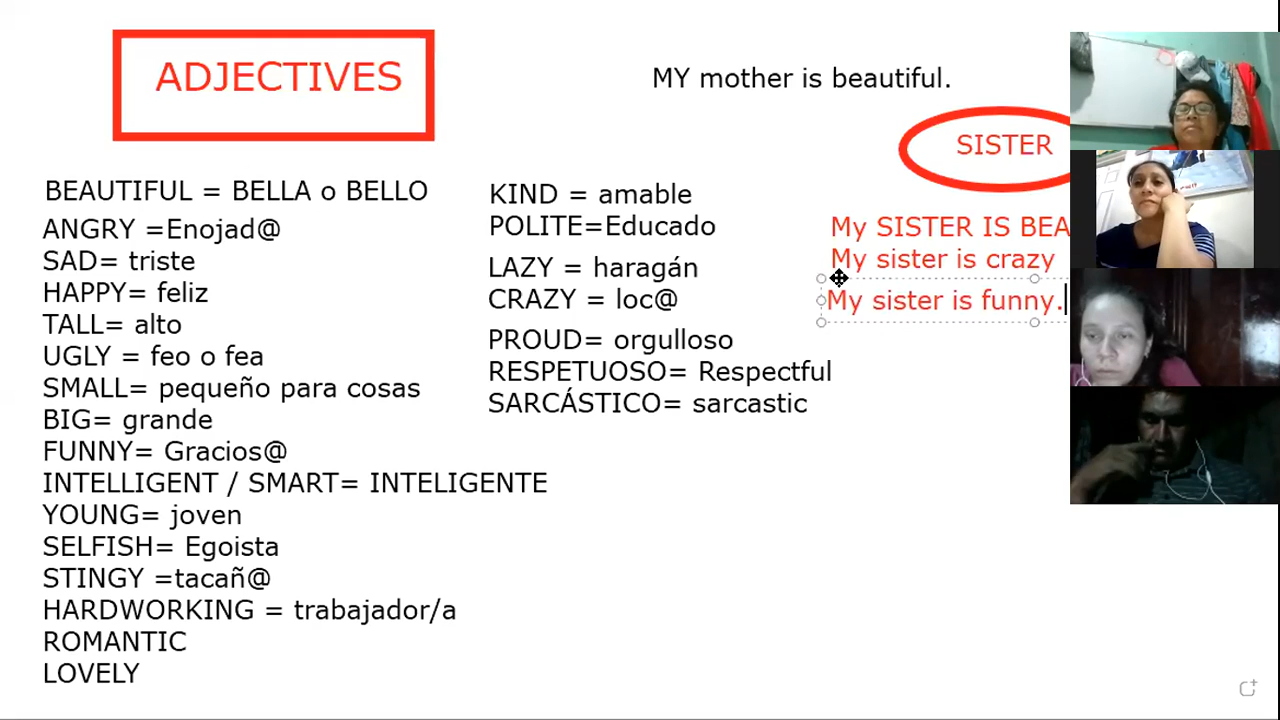 ADJECTIVES
BEAUTIFUL = BELLA o BELLO
ANGRY =Enojad@
SAD= triste
HAPPY= feliz
TALL= alto
UGLY = feo o fea
SMALL= pequeño para cosas
BIG= grande
FUNNY= Gracios@
INTELLIGENT / SMART= INTELIGENTE
YOUNG= joven
SELFISH= Egoista
STINGY =tacañ@
HARDWORKING = trabajador/a
ROMANTIC
LOVELY
KIND = amable
POLITE=Educado
LAZY = haragán
CRAZY = loc@
PROUD= orgulloso
RESPETUOSO= Respectful
SARCÁSTICO= sarcastic
MY mother is beautiful.
SISTER
My SISTER IS BEA
My sister is crazy
My sister is funny.